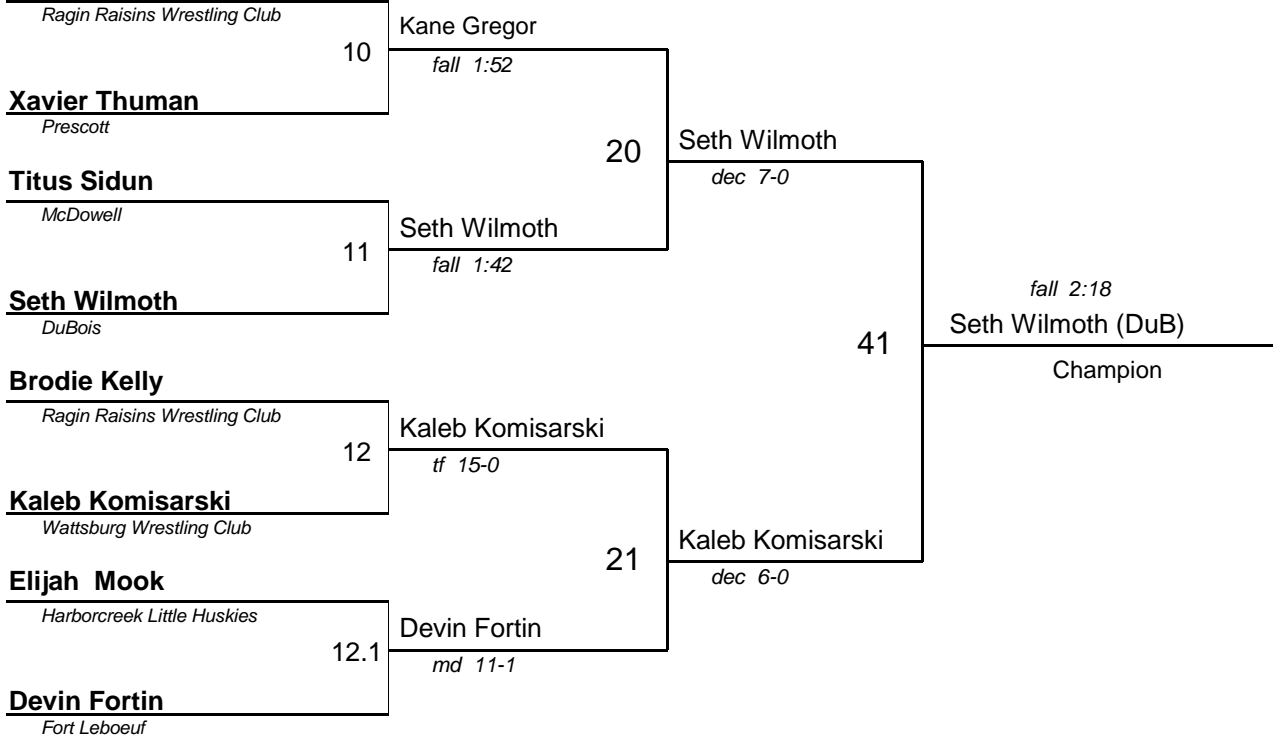 Ragin Raisins Wrestling Club
10
Kane Gregor
fall 1:52
Xavier Thuman
Prescott
20
Seth Wilmoth
dec 7-0
Titus Sidun
McDowell
11
Seth Wilmoth
fall 1:42
Seth Wilmoth
DuBois
41
fall 2:18
Seth Wilmoth (DuB)
Champion
Brodie Kelly
Ragin Raisins Wrestling Club
12
Kaleb Komisarski
tf 15-0
Kaleb Komisarski
Wattsburg Wrestling Club
21
Kaleb Komisarski
dec 6-0
Elijah Mook
Harborcreek Little Huskies
12.1
Devin Fortin
md 11-1
Devin Fortin
Fort Leboeuf